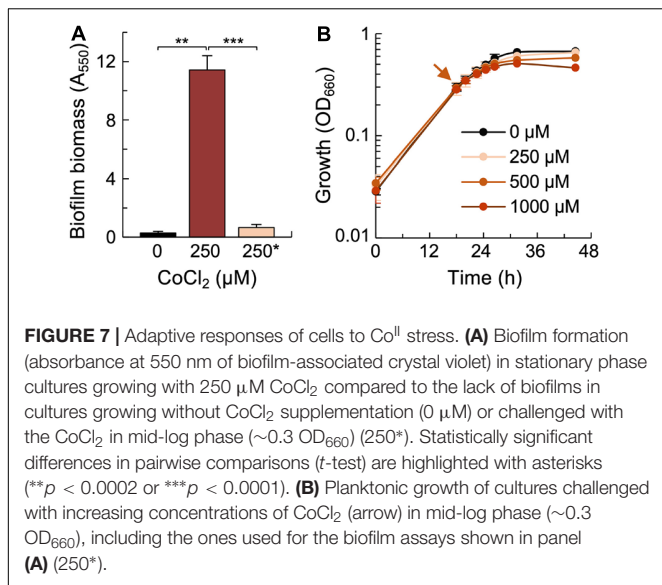 A
**
***
Biofilm biomass (A550)
12
8
4
0
0
250
250*
CoCl2 (µM)
B
Growth (OD660)
1
0.1
0.01
0 µM
250 µM
500 µM
1000 µM
0
12
24
36
48
Time (h)
FIGURE 7 | Adaptive responses of cells to CoII stress. (A) Biofilm formation
(absorbance at 550 nm of biofilm-associated crystal violet) in stationary phase
cultures growing with 250 µM CoCl2 compared to the lack of biofilms in
cultures growing without CoCl2 supplementation (0 µM) or challenged with
the CoCl2 in mid-log phase (~0.3 OD660) (250*). Statistically significant
differences in pairwise comparisons (t-test) are highlighted with asterisks
(**p < 0.0002 or ***p < 0.0001). (B) Planktonic growth of cultures challenged
with increasing concentrations of CoCl2 (arrow) in mid-log phase (~0.3
OD660), including the ones used for the biofilm assays shown in panel
(A) (250*).